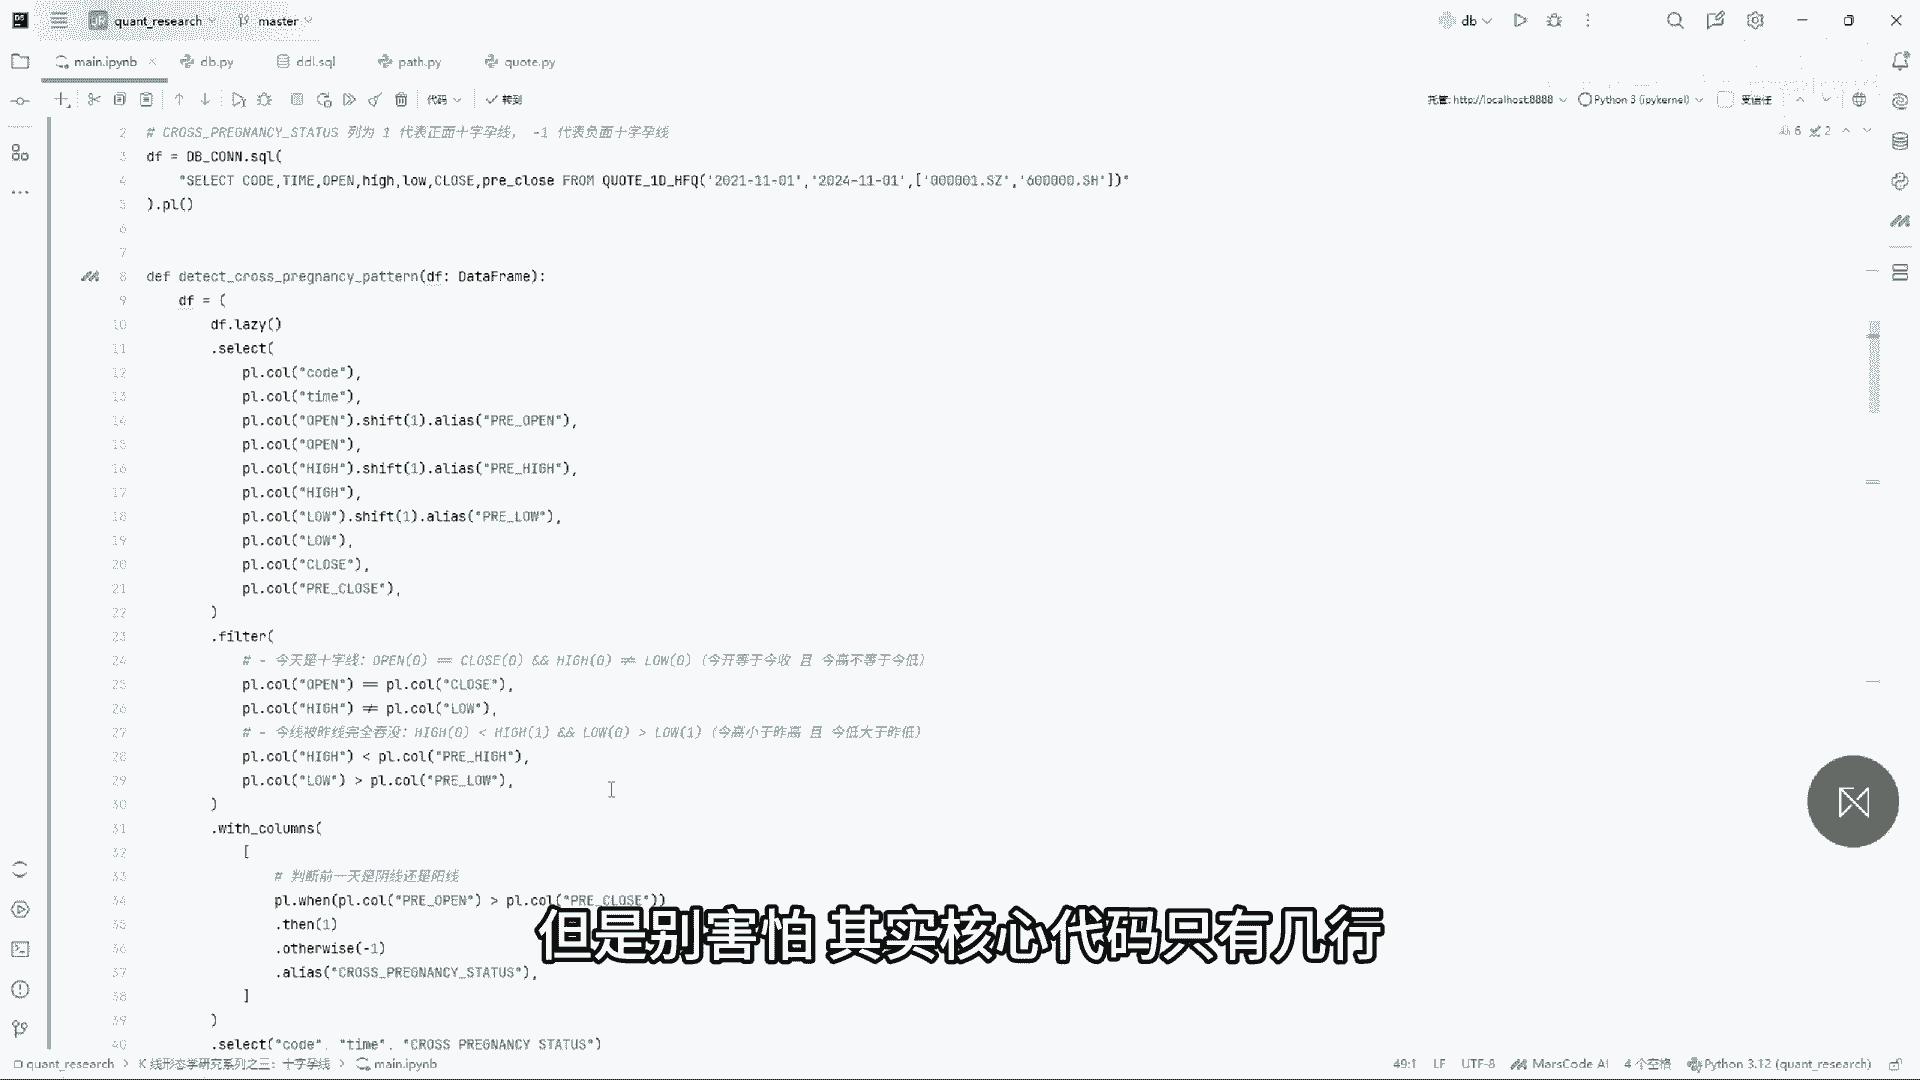 quant_research
master
db
main.ipynb
db.py
ddl.sql
path.py
quote.py
代码
转到
托管: http://localhost:8888
Python 3 (ipykernel)
受信任
6 2
2 # CROSS_PREGNANCY_STATUS 列为 1 代表正面十字孕线， -1 代表负面十字孕线
3 df = DB_CONN.sql(
4 "SELECT CODE,TIME,OPEN,high,low,CLOSE,pre_close FROM QUOTE_1D_HFQ('2021-11-01','2024-11-01',['000001.SZ','600000.SH'])"
5 ).pl()
6
7
8 def detect_cross_pregnancy_pattern(df: DataFrame):
9 df = (
10 df.lazy()
11 .select(
12 pl.col("code"),
13 pl.col("time"),
14 pl.col("OPEN").shift(1).alias("PRE_OPEN"),
15 pl.col("OPEN"),
16 pl.col("HIGH").shift(1).alias("PRE_HIGH"),
17 pl.col("HIGH"),
18 pl.col("LOW").shift(1).alias("PRE_LOW"),
19 pl.col("LOW"),
20 pl.col("CLOSE"),
21 pl.col("PRE_CLOSE"),
22 )
23 .filter(
24 # - 今天是十字线：OPEN(0) == CLOSE(0) && HIGH(0) ≠ LOW(0)（今开等于今收 且 今高不等于今低）
25 pl.col("OPEN") == pl.col("CLOSE"),
26 pl.col("HIGH") ≠ pl.col("LOW"),
27 # - 今线被昨线完全吞没：HIGH(0) < HIGH(1) && LOW(0) > LOW(1)（今高小于昨高 且 今低大于昨低）
28 pl.col("HIGH") < pl.col("PRE_HIGH"),
29 pl.col("LOW") > pl.col("PRE_LOW"),
30 )
31 .with_columns(
32 [
33 # 判断前一天是阴线还是阳线
34 pl.when(pl.col("PRE_OPEN") > pl.col("PRE_CLOSE"))
35 .then(1)
36 .otherwise(-1)
37 .alias("CROSS_PREGNANCY_STATUS"),
38 ]
39 )
40 .select("code", "time", "CROSS_PREGNANCY_STATUS")
但是别害怕 其实核心代码只有几行
quant_research
K 线形态学研究系列之三：十字孕线
main.ipynb
49:1
LF
UTF-8
MarsCode AI
4 个空格
Python 3.12 (quant_research)